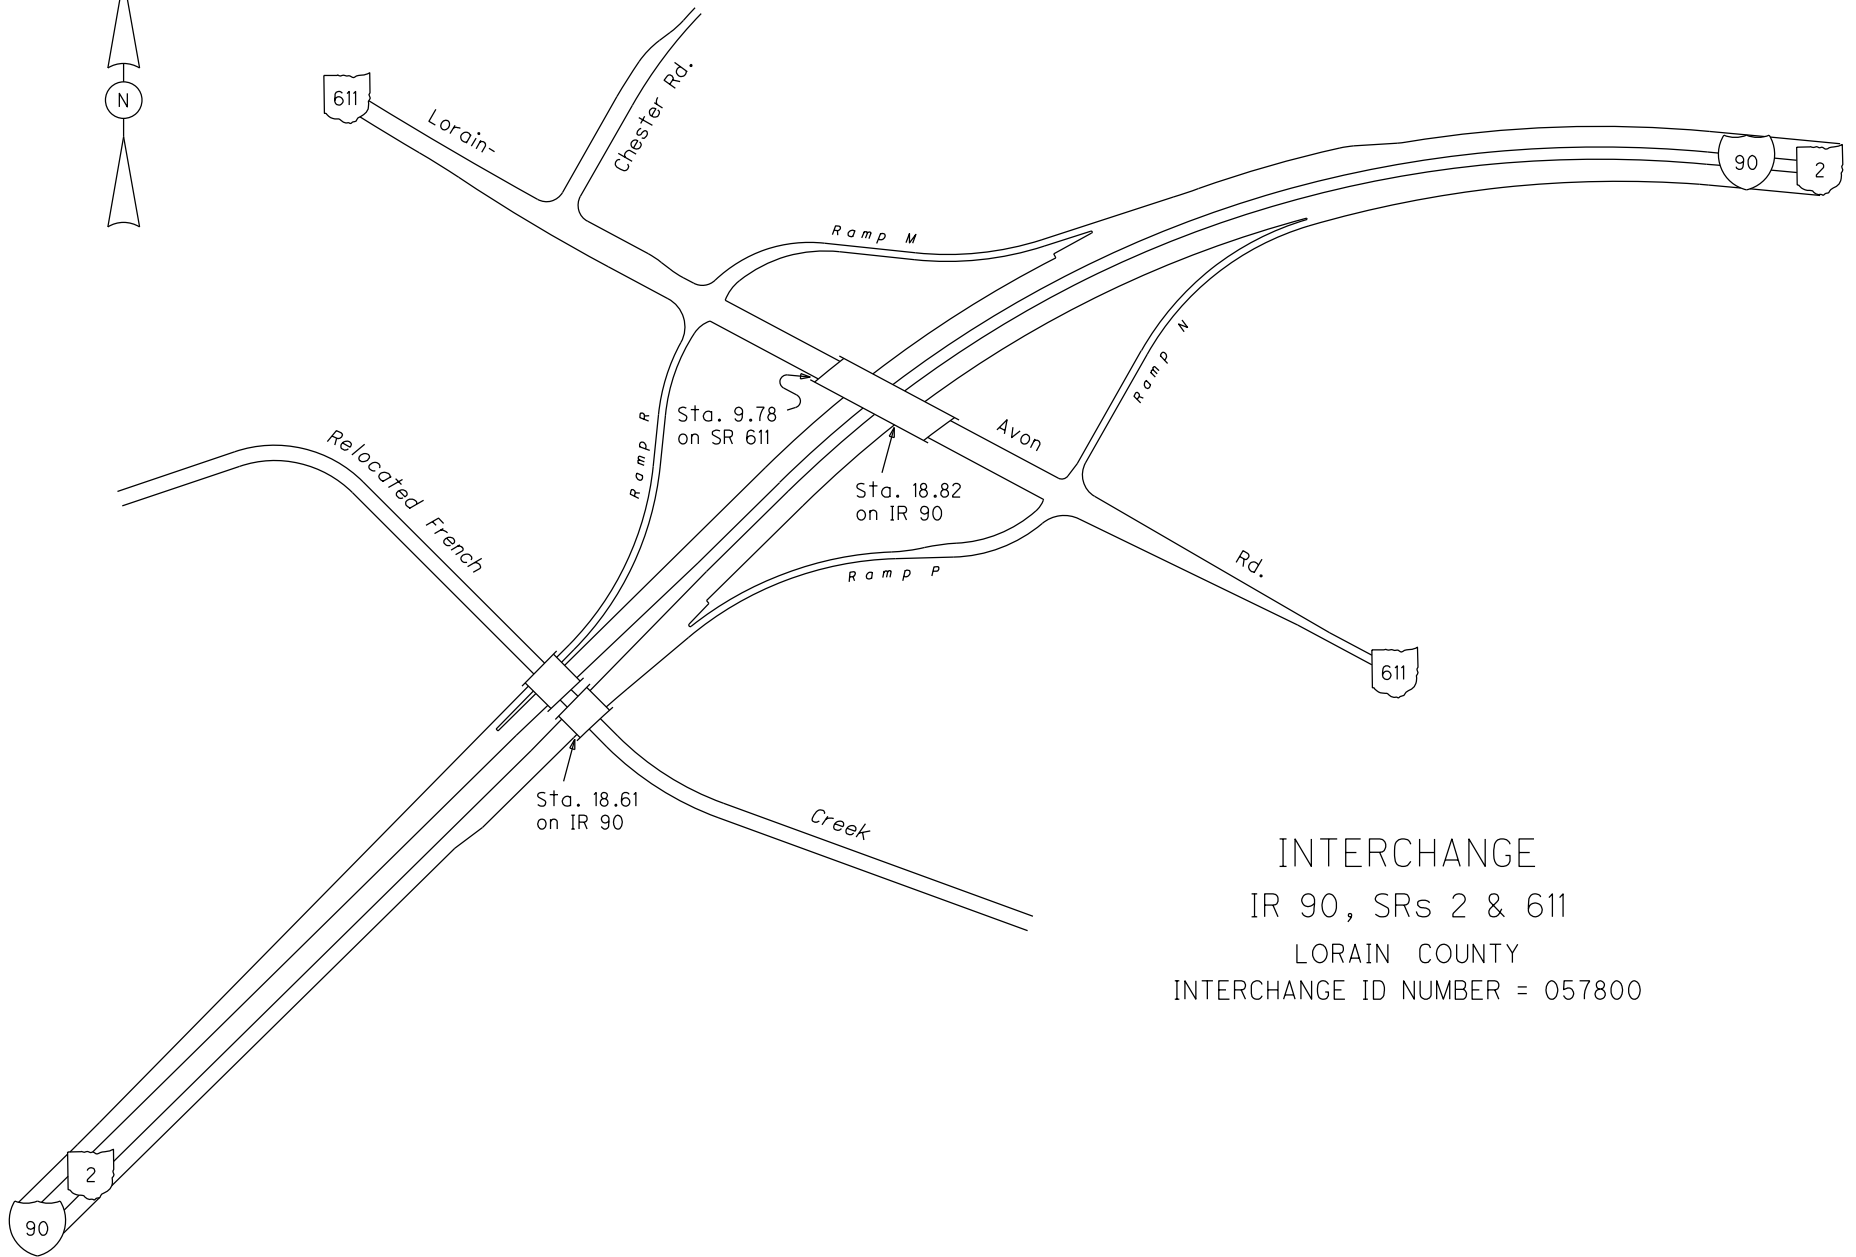 N
611
Lorain-
Chester Rd.
90
2
Ramp M
Ramp N
Sta. 9.78
on SR 611
Ramp R
Avon
Relocated French
Sta. 18.82
on IR 90
Ramp P
Rd.
611
Sta. 18.61
on IR 90
Creek
INTERCHANGE
IR 90, SRs 2 & 611
LORAIN COUNTY
INTERCHANGE ID NUMBER = 057800
2
90